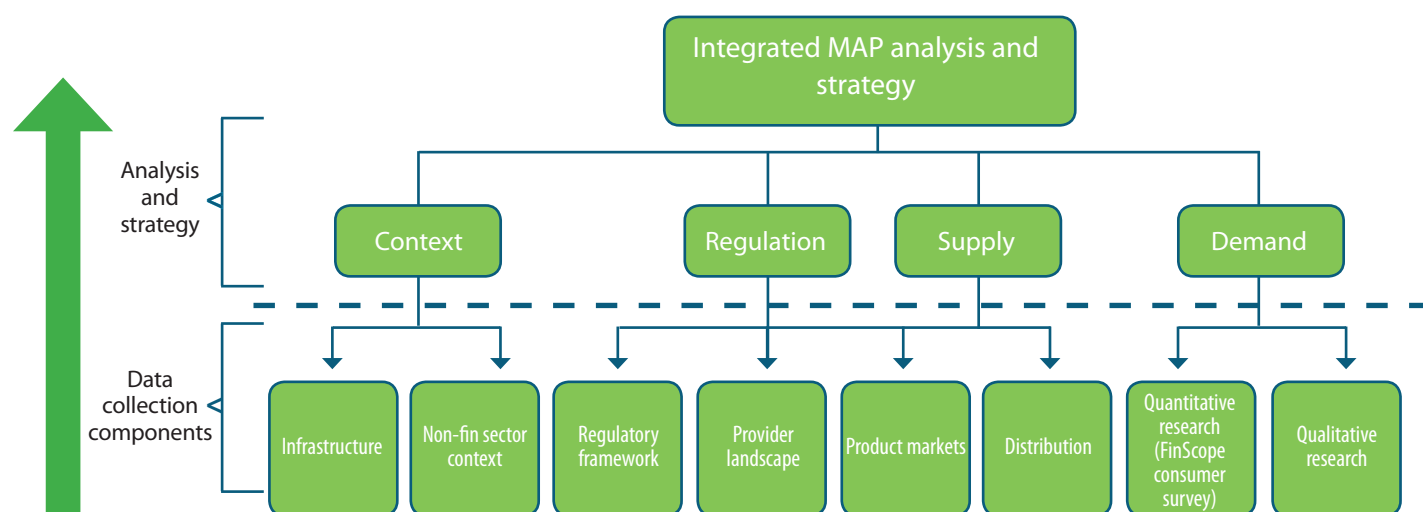 Integrated MAP analysis and
strategy
Analysis
and
strategy
Context
Regulation
Supply
Demand
Data
collection
components
Infrastructure
Non-fin sector
context
Regulatory
framework
Provider
landscape
Product markets
Distribution
Quantitative
research
(FinScope
consumer
survey)
Qualitative
research